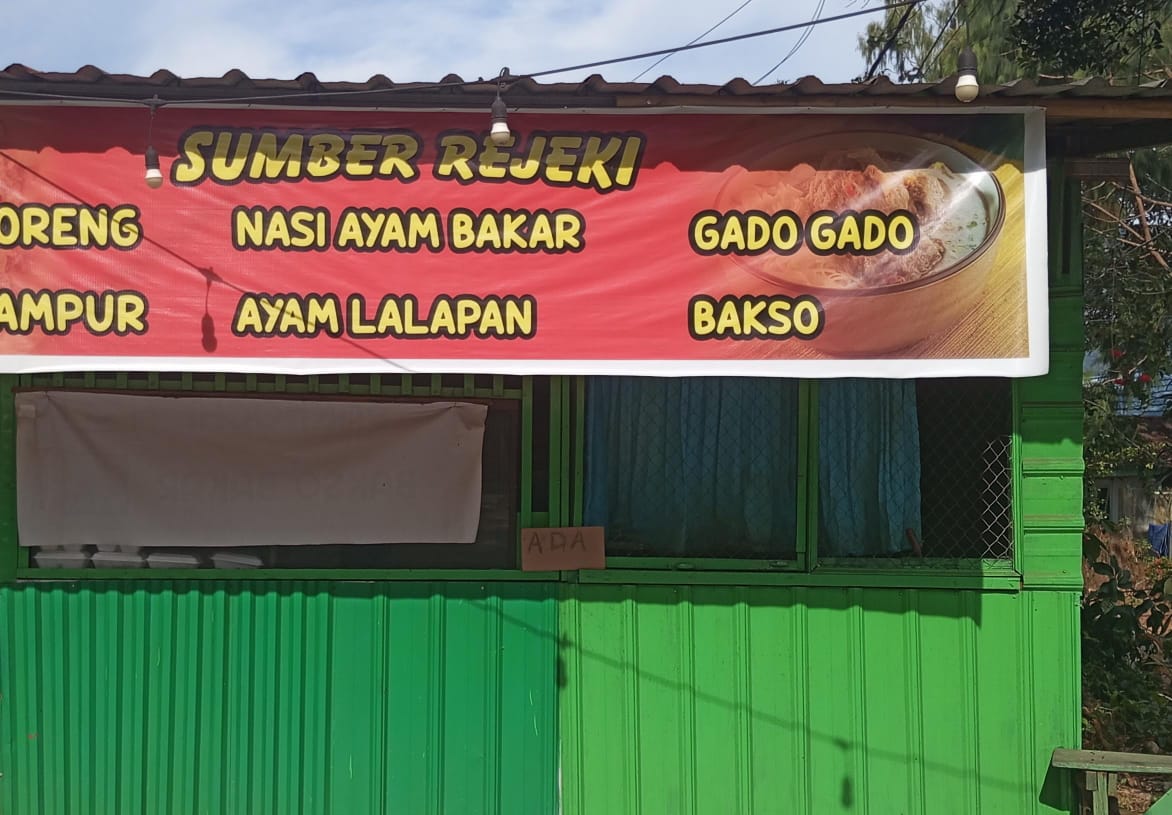 SUMBER REJEKI
ORENG NASI AYAM BAKAR GADO GADO
AMPUR AYAM LALAPAN BAKSO
ADA